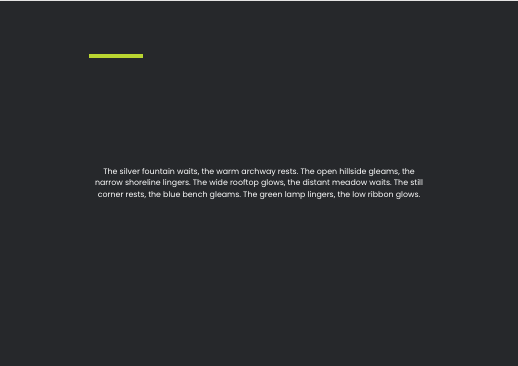 The silver fountain waits, the warm archway rests. The open hillside gleams, the
narrow shoreline lingers. The wide rooftop glows, the distant meadow waits. The still
corner rests, the blue bench gleams. The green lamp lingers, the low ribbon glows.